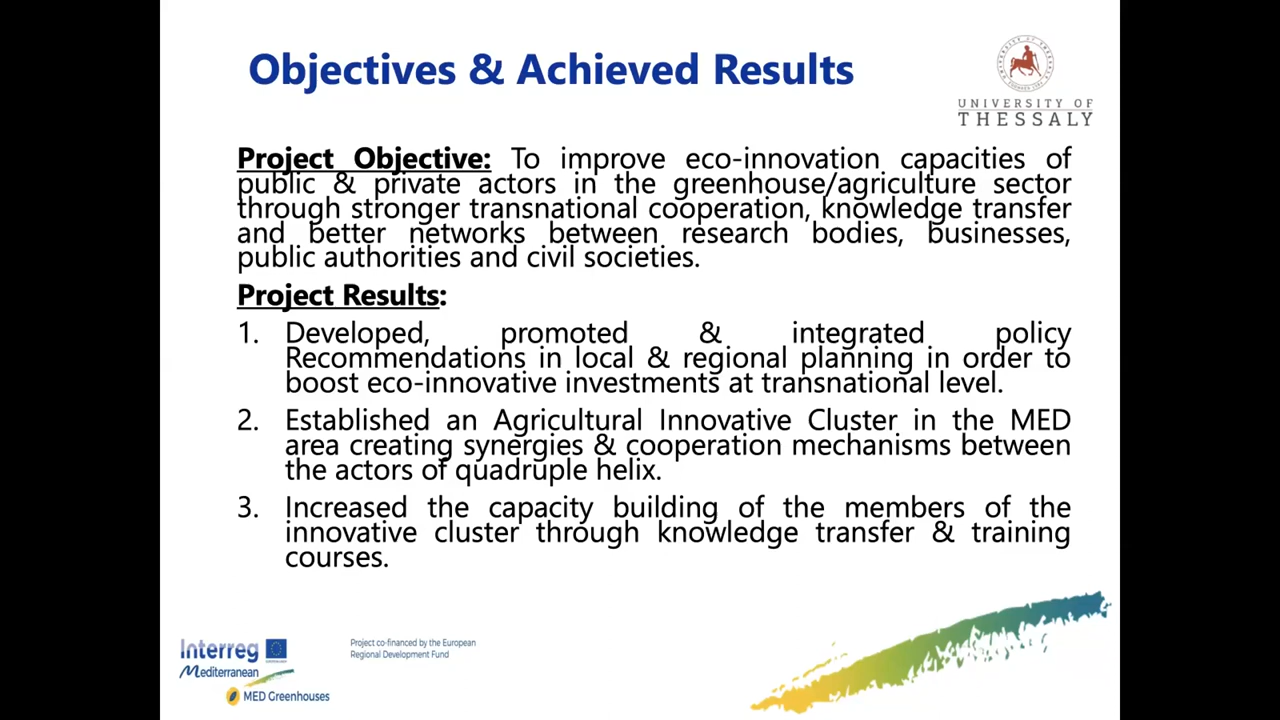 Objectives & Achieved Results
UNIVERSITY OF
THESSALY
Project Objective: To improve eco-innovation capacities of
public & private actors in the greenhouse/agriculture sector
through stronger transnational cooperation, knowledge transfer
and better networks between research bodies, businesses,
public authorities and civil societies.
Project Results:
1. Developed, promoted & integrated policy
Recommendations in local & regional planning in order to
boost eco-innovative investments at transnational level.
2. Established an Agricultural Innovative Cluster in the MED
area creating synergies & cooperation mechanisms between
the actors of quadruple helix.
3. Increased the capacity building of the members of the
innovative cluster through knowledge transfer & training
courses.
Interreg
Mediterranean
MED Greenhouses
Project co-financed by the European
Regional Development Fund